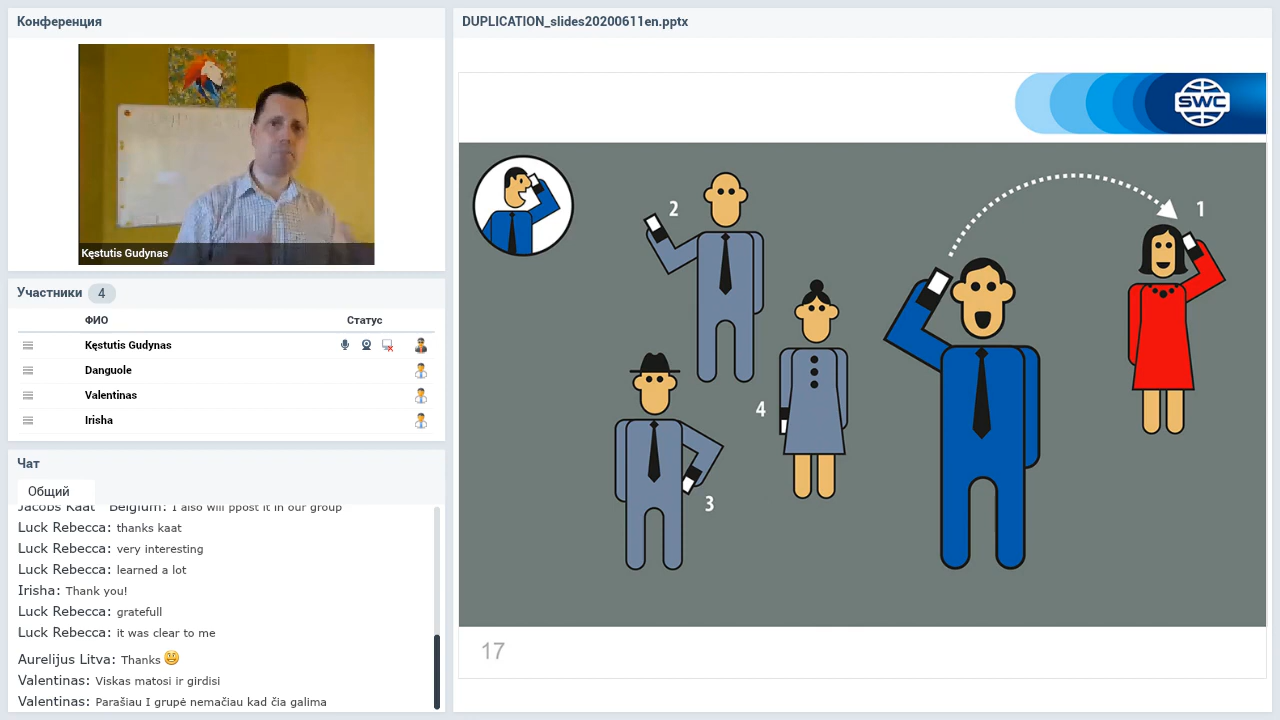 Конференция
Kęstutis Gudynas
Участники 4
ФИО Статус
Kęstutis Gudynas
Danguole
Valentinas
Irisha
Чат
Общий
Jacobs Kaat Belgium: I also will ppost it in our group
Luck Rebecca: thanks kaat
Luck Rebecca: very interesting
Luck Rebecca: learned a lot
Irisha: Thank you!
Luck Rebecca: gratefull
Luck Rebecca: it was clear to me
Aurelijus Litva: Thanks
Valentinas: Viskas matosi ir girdisi
Valentinas: Parašiau I grupė nemačiau kad čia galima
DUPLICATION_slides20200611en.pptx
SWC
2
1
4
3
17